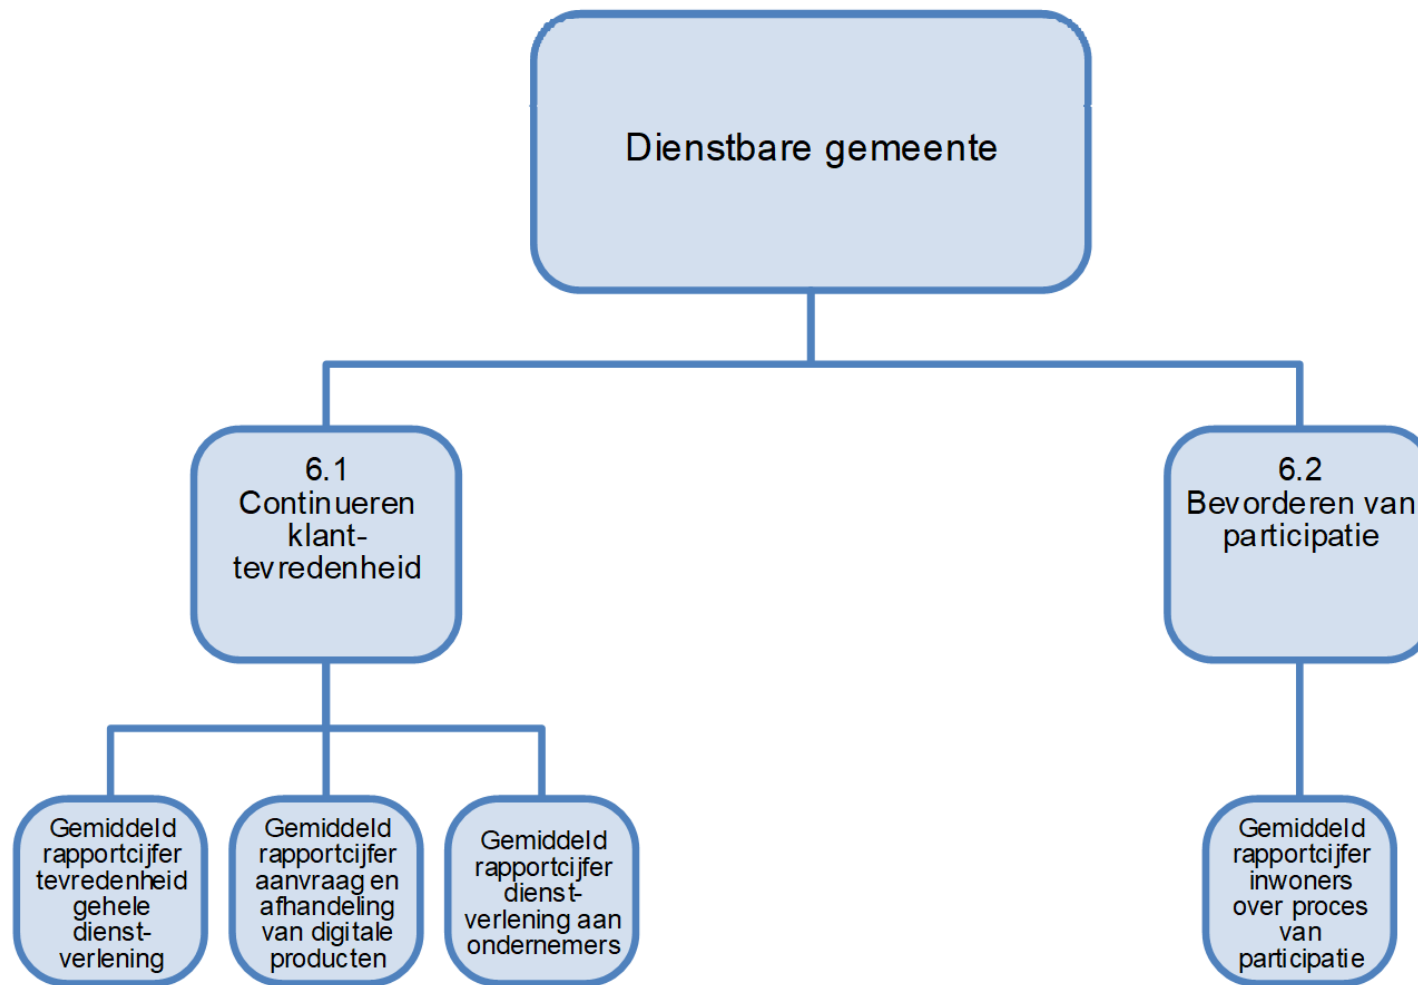 Dienstbare gemeente
6.1
Continueren
klant-
tevredenheid
6.2
Bevorderen van
participatie
Gemiddeld
rapportcijfer
tevredenheid
gehele
dienst-
verlening
Gemiddeld
rapportcijfer
aanvraag en
afhandeling
van digitale
producten
Gemiddeld
rapportcijfer
dienst-
verlening aan
ondernemers
Gemiddeld
rapportcijfer
inwoners
over proces
van
participatie